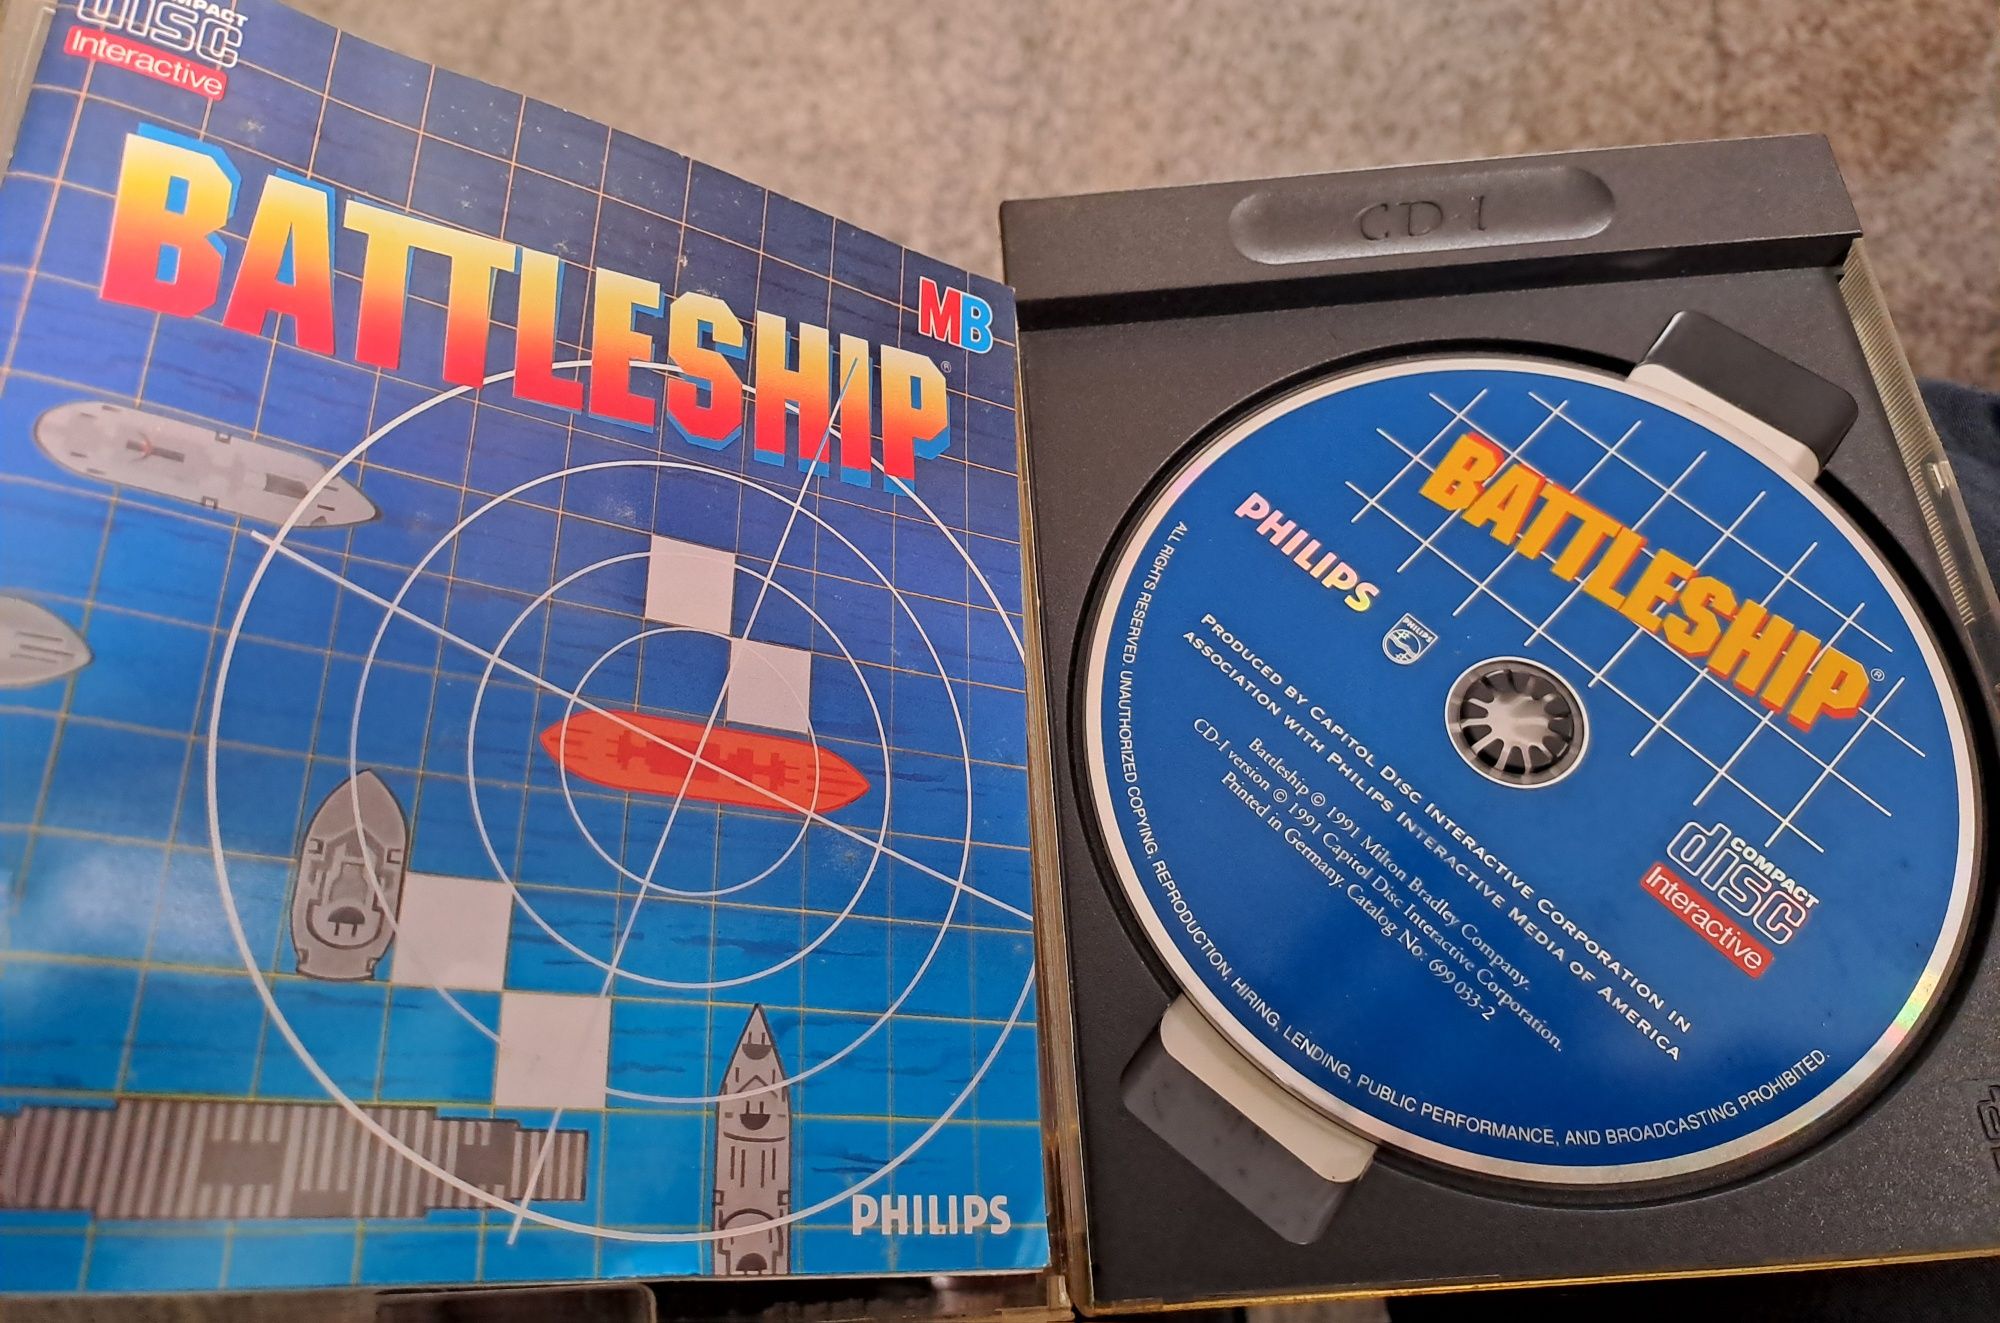 COMPACT
disc
Interactive
BATTLESHIP®
MB
PHILIPS
CD-I
BATTLESHIP®
PHILIPS
PHILIPS
PRODUCED BY CAPITOL DISC INTERACTIVE CORPORATION IN
ASSOCIATION WITH PHILIPS INTERACTIVE MEDIA OF AMERICA
Battleship © 1991 Milton Bradley Company.
CD-I version © 1991 Capitol Disc Interactive Corporation.
Printed in Germany. Catalog No: 699 033-2
COMPACT
disc
Interactive
ALL RIGHTS RESERVED. UNAUTHORIZED COPYING, REPRODUCTION, HIRING, LENDING, PUBLIC PERFORMANCE, AND BROADCASTING PROHIBITED.